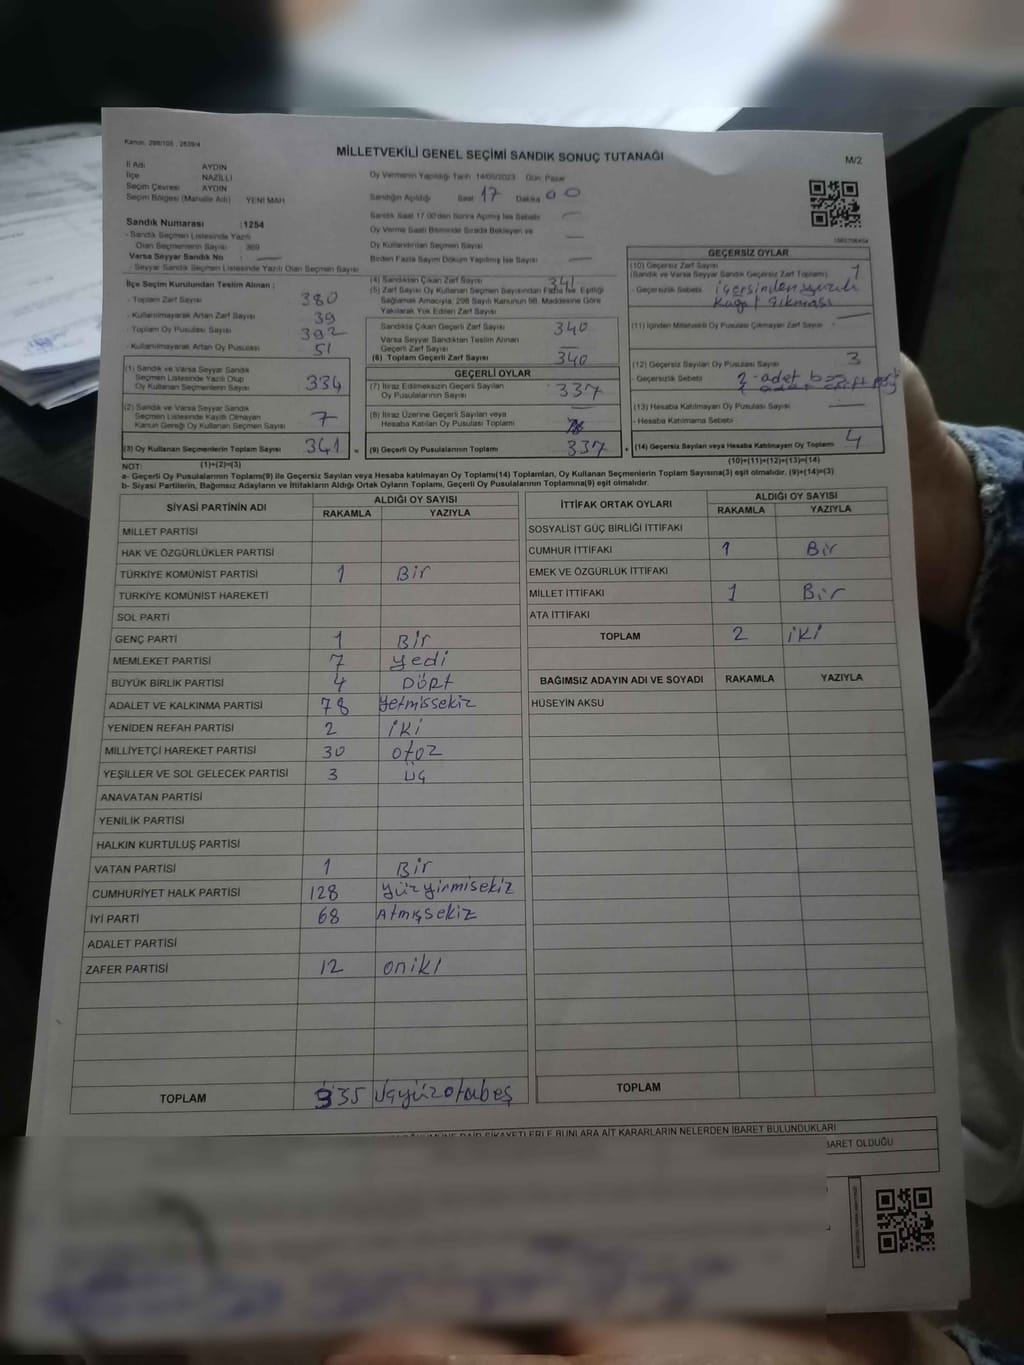 Kanun: 298/105 , 2839/4
MİLLETVEKİLİ GENEL SEÇİMİ SANDIK SONUÇ TUTANAĞI
M/2
İl Adı AYDIN
İlçe NAZİLLİ
Seçim Çevresi AYDIN
Seçim Bölgesi (Mahalle Adı) YENİ MAH
Oy Vermenin Yapıldığı Tarih 14/05/2023 Gün: Pazar
Sandığın Açıldığı Saat 17 Dakika 00
Sandık Saat 17.00'den Sonra Açılmış İse Sebebi
Oy Verme Saati Bitiminde Sırada Bekleyen ve
Oy Kullandırılan Seçmen Sayısı
Birden Fazla Sayım Döküm Yapılmış İse Sayısı
Sandık Numarası : 1254
- Sandık Seçmen Listesinde Yazılı
Olan Seçmenlerin Sayısı 369
Varsa Seyyar Sandık No
- Seyyar Sandık Seçmen Listesinde Yazılı Olan Seçmen Sayısı
İlçe Seçim Kurulundan Teslim Alınan ;
- Toplam Zarf Sayısı 380
- Kullanılmayarak Artan Zarf Sayısı 39
- Toplam Oy Pusulası Sayısı 392
- Kullanılmayarak Artan Oy Pusulası 51
(1) Sandık ve Varsa Seyyar Sandık
Seçmen Listesinde Yazılı Olup
Oy Kullanan Seçmenlerin Sayısı 334
(2) Sandık ve Varsa Seyyar Sandık
Seçmen Listesinde Kayıtlı Olmayan
Kanun Gereği Oy Kullanan Seçmen Sayısı 7
(3) Oy Kullanan Seçmenlerin Toplam Sayısı 341
(4) Sandıktan Çıkan Zarf Sayısı 341
(5) Zarf Sayısı Oy Kullanan Seçmen Sayısından Fazla İse, Eşitliği
Bağlamak Amacıyla, 298 Sayılı Kanunun 98. Maddesine Göre
Yakılarak Yok Edilen Zarf Sayısı
Sandıkta Çıkan Geçerli Zarf Sayısı 340
Varsa Seyyar Sandıktan Teslim Alınan
Geçerli Zarf Sayısı
(6) Toplam Geçerli Zarf Sayısı 340
GEÇERLİ OYLAR
(7) İtiraz Edilmeksizin Geçerli Sayılan
Oy Pusulalarının Sayısı 337
(8) İtiraz Üzerine Geçerli Sayılan veya
Hesaba Katılan Oy Pusulası Toplamı
= (9) Geçerli Oy Pusulalarının Toplamı 337
GEÇERSİZ OYLAR
(10) Geçersiz Zarf Sayısı
(Sandık ve Varsa Seyyar Sandık Geçersiz Zarf Toplamı) 1
- Geçersizlik Sebebi içersinden yazılı
kağat çıkması
(11) İçinden Milletvekili Oy Pusulası Çıkmayan Zarf Sayısı
(12) Geçersiz Sayılan Oy Pusulası Sayısı 3
- Geçersizlik Sebebi
(13) Hesaba Katılmayan Oy Pusulası Sayısı
- Hesaba Katılmama Sebebi
+ (14) Geçersiz Sayılan veya Hesaba Katılmayan Oy Toplamı 4
NOT: (1)+(2)=(3)
(10)+(11)+(12)+(13)=(14)
a- Geçerli Oy Pusulalarının Toplamı(9) ile Geçersiz Sayılan veya Hesaba katılmayan Oy Toplamı(14) Toplamları, Oy Kullanan Seçmenlerin Toplam Sayısına(3) eşit olmalıdır. (9)+(14)=(3)
b- Siyasi Partilerin, Bağımsız Adayların ve İttifakların Aldığı Ortak Oyların Toplamı, Geçerli Oy Pusulalarının Toplamına(9) eşit olmalıdır.
SİYASİ PARTİNİN ADI ALDIĞI OY SAYISI
RAKAMLA YAZIYLA
MİLLET PARTİSİ
HAK VE ÖZGÜRLÜKLER PARTİSİ
TÜRKİYE KOMÜNİST PARTİSİ 1 Bir
TÜRKİYE KOMÜNİST HAREKETİ
SOL PARTİ
GENÇ PARTİ 1 Bir
MEMLEKET PARTİSİ 7 yedi
BÜYÜK BİRLİK PARTİSİ 4 DÖRt
ADALET VE KALKINMA PARTİSİ 78 yetmişsekiz
YENİDEN REFAH PARTİSİ 2 iki
MİLLİYETÇİ HAREKET PARTİSİ 30 otoz
YEŞİLLER VE SOL GELECEK PARTİSİ 3 üç
ANAVATAN PARTİSİ
YENİLİK PARTİSİ
HALKIN KURTULUŞ PARTİSİ
VATAN PARTİSİ 1 Bir
CUMHURİYET HALK PARTİSİ 128 yüzyirmisekiz
İYİ PARTİ 68 Atmışsekiz
ADALET PARTİSİ
ZAFER PARTİSİ 12 oniki
TOPLAM 335 üçyüzotubeş
İTTİFAK ORTAK OYLARI ALDIĞI OY SAYISI
RAKAMLA YAZIYLA
SOSYALİST GÜÇ BİRLİĞİ İTTİFAKI
CUMHUR İTTİFAKI 1 Bir
EMEK VE ÖZGÜRLÜK İTTİFAKI
MİLLET İTTİFAKI 1 Bir
ATA İTTİFAKI
TOPLAM 2 iki
BAĞIMSIZ ADAYIN ADI VE SOYADI RAKAMLA YAZIYLA
HÜSEYİN AKSU
TOPLAM
DAİR ŞİKAYETLERLE BUNLARA AİT KARARLARIN NELERDEN İBARET BULUNDUKLARI
İBARET OLDUĞU